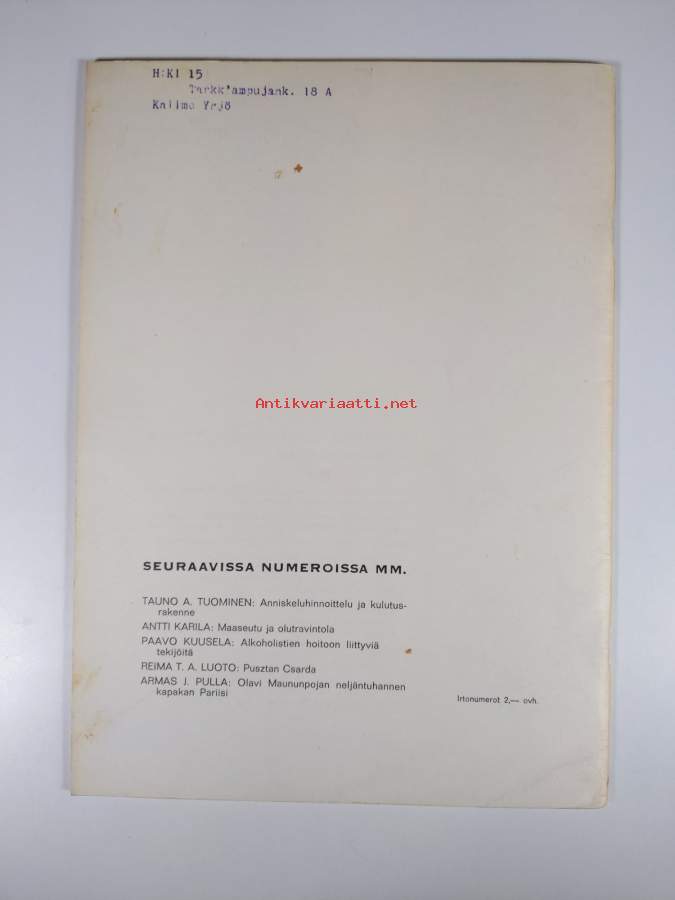 H:KI 15
Tarkk'ampujank. 18 A
Kallmo Yrjö
Antikvariaatti.net
SEURAAVISSA NUMEROISSA MM.
TAUNO A. TUOMINEN: Anniskeluhinnoittelu ja kulutus-
rakenne
ANTTI KARILA: Maaseutu ja olutravintola
PAAVO KUUSELA: Alkoholistien hoitoon liittyviä
tekijöitä
REIMA T. A. LUOTO: Pusztan Csarda
ARMAS J. PULLA: Olavi Maununpojan neljäntuhannen
kapakan Pariisi
Irtonumerot 2,— ovh.